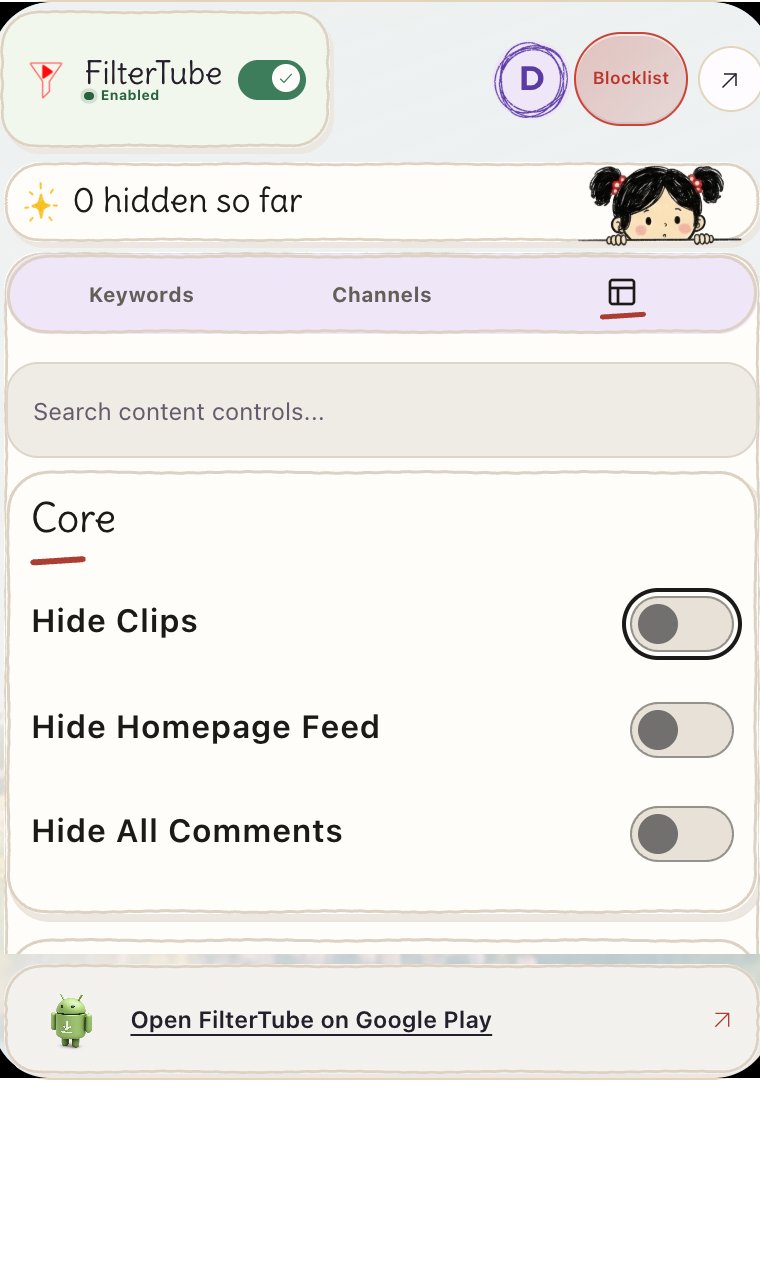 FilterTube
Enabled
D
Blocklist
0 hidden so far
Keywords
Channels
Search content controls...
Core
Hide Clips
Hide Homepage Feed
Hide All Comments
Open FilterTube on Google Play